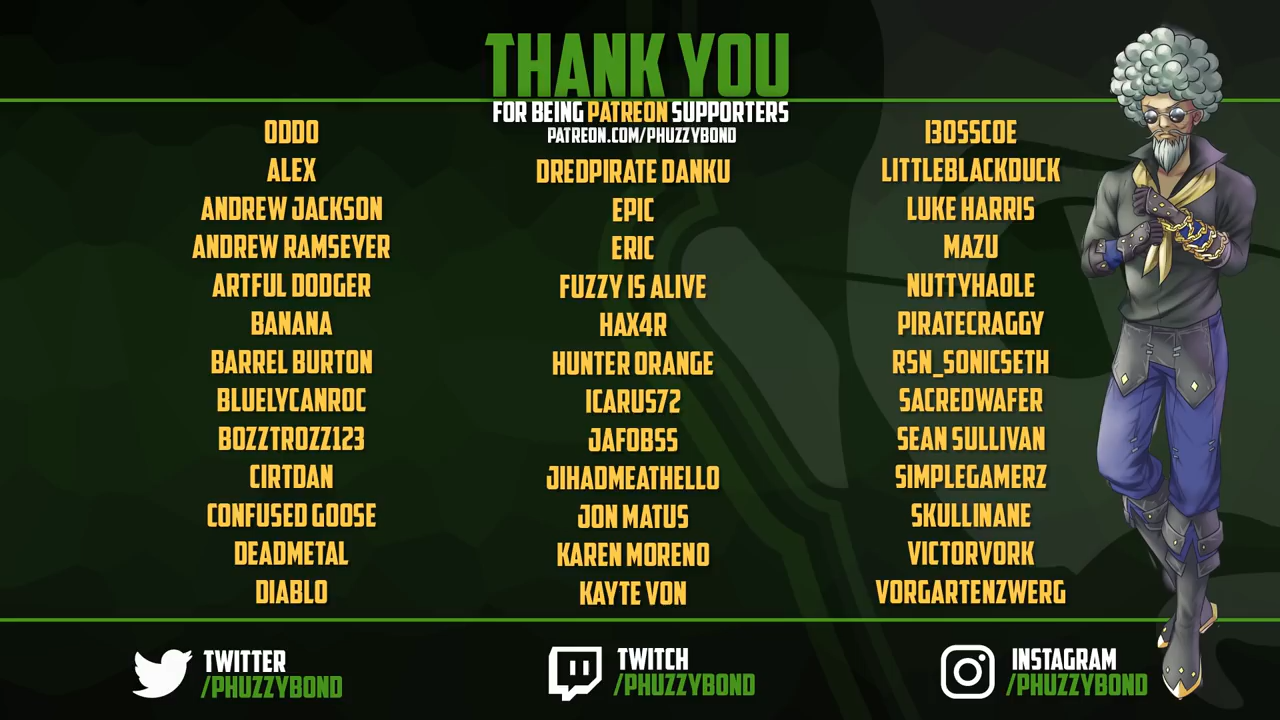 THANK YOU
FOR BEING PATREON SUPPORTERS
PATREON.COM/PHUZZYBOND
ODDO
ALEX
ANDREW JACKSON
ANDREW RAMSEYER
ARTFUL DODGER
BANANA
BARREL BURTON
BLUELYCANROC
BOZZTROZZ123
CIRTDAN
CONFUSED GOOSE
DEADMETAL
DIABLO
DREDPIRATE DANKU
EPIC
ERIC
FUZZY IS ALIVE
HAX4R
HUNTER ORANGE
ICARUS72
JAFOBSS
JIHADMEATHELLO
JON MATUS
KAREN MORENO
KAYTE VON
I3OSSCOE
LITTLEBLACKDUCK
LUKE HARRIS
MAZU
NUTTYHAOLE
PIRATECRAGGY
RSN_SONICSETH
SACREDWAFER
SEAN SULLIVAN
SIMPLEGAMERZ
SKULLINANE
VICTORVORK
VORGARTENZWERG
TWITTER
/PHUZZYBOND
TWITCH
/PHUZZYBOND
INSTAGRAM
/PHUZZYBOND